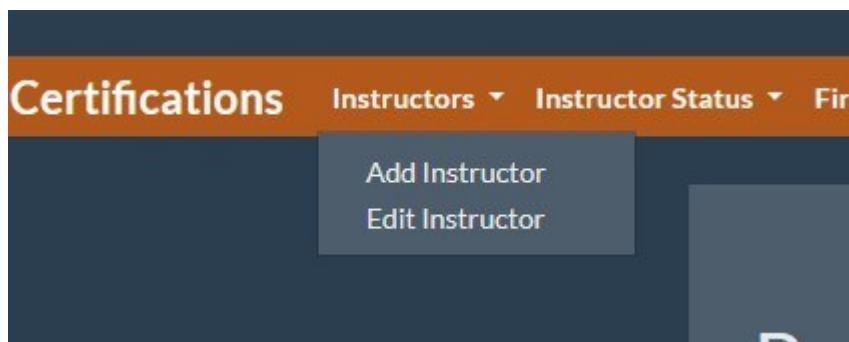 Certifications Instructors Instructor Status
Add Instructor
Edit Instructor